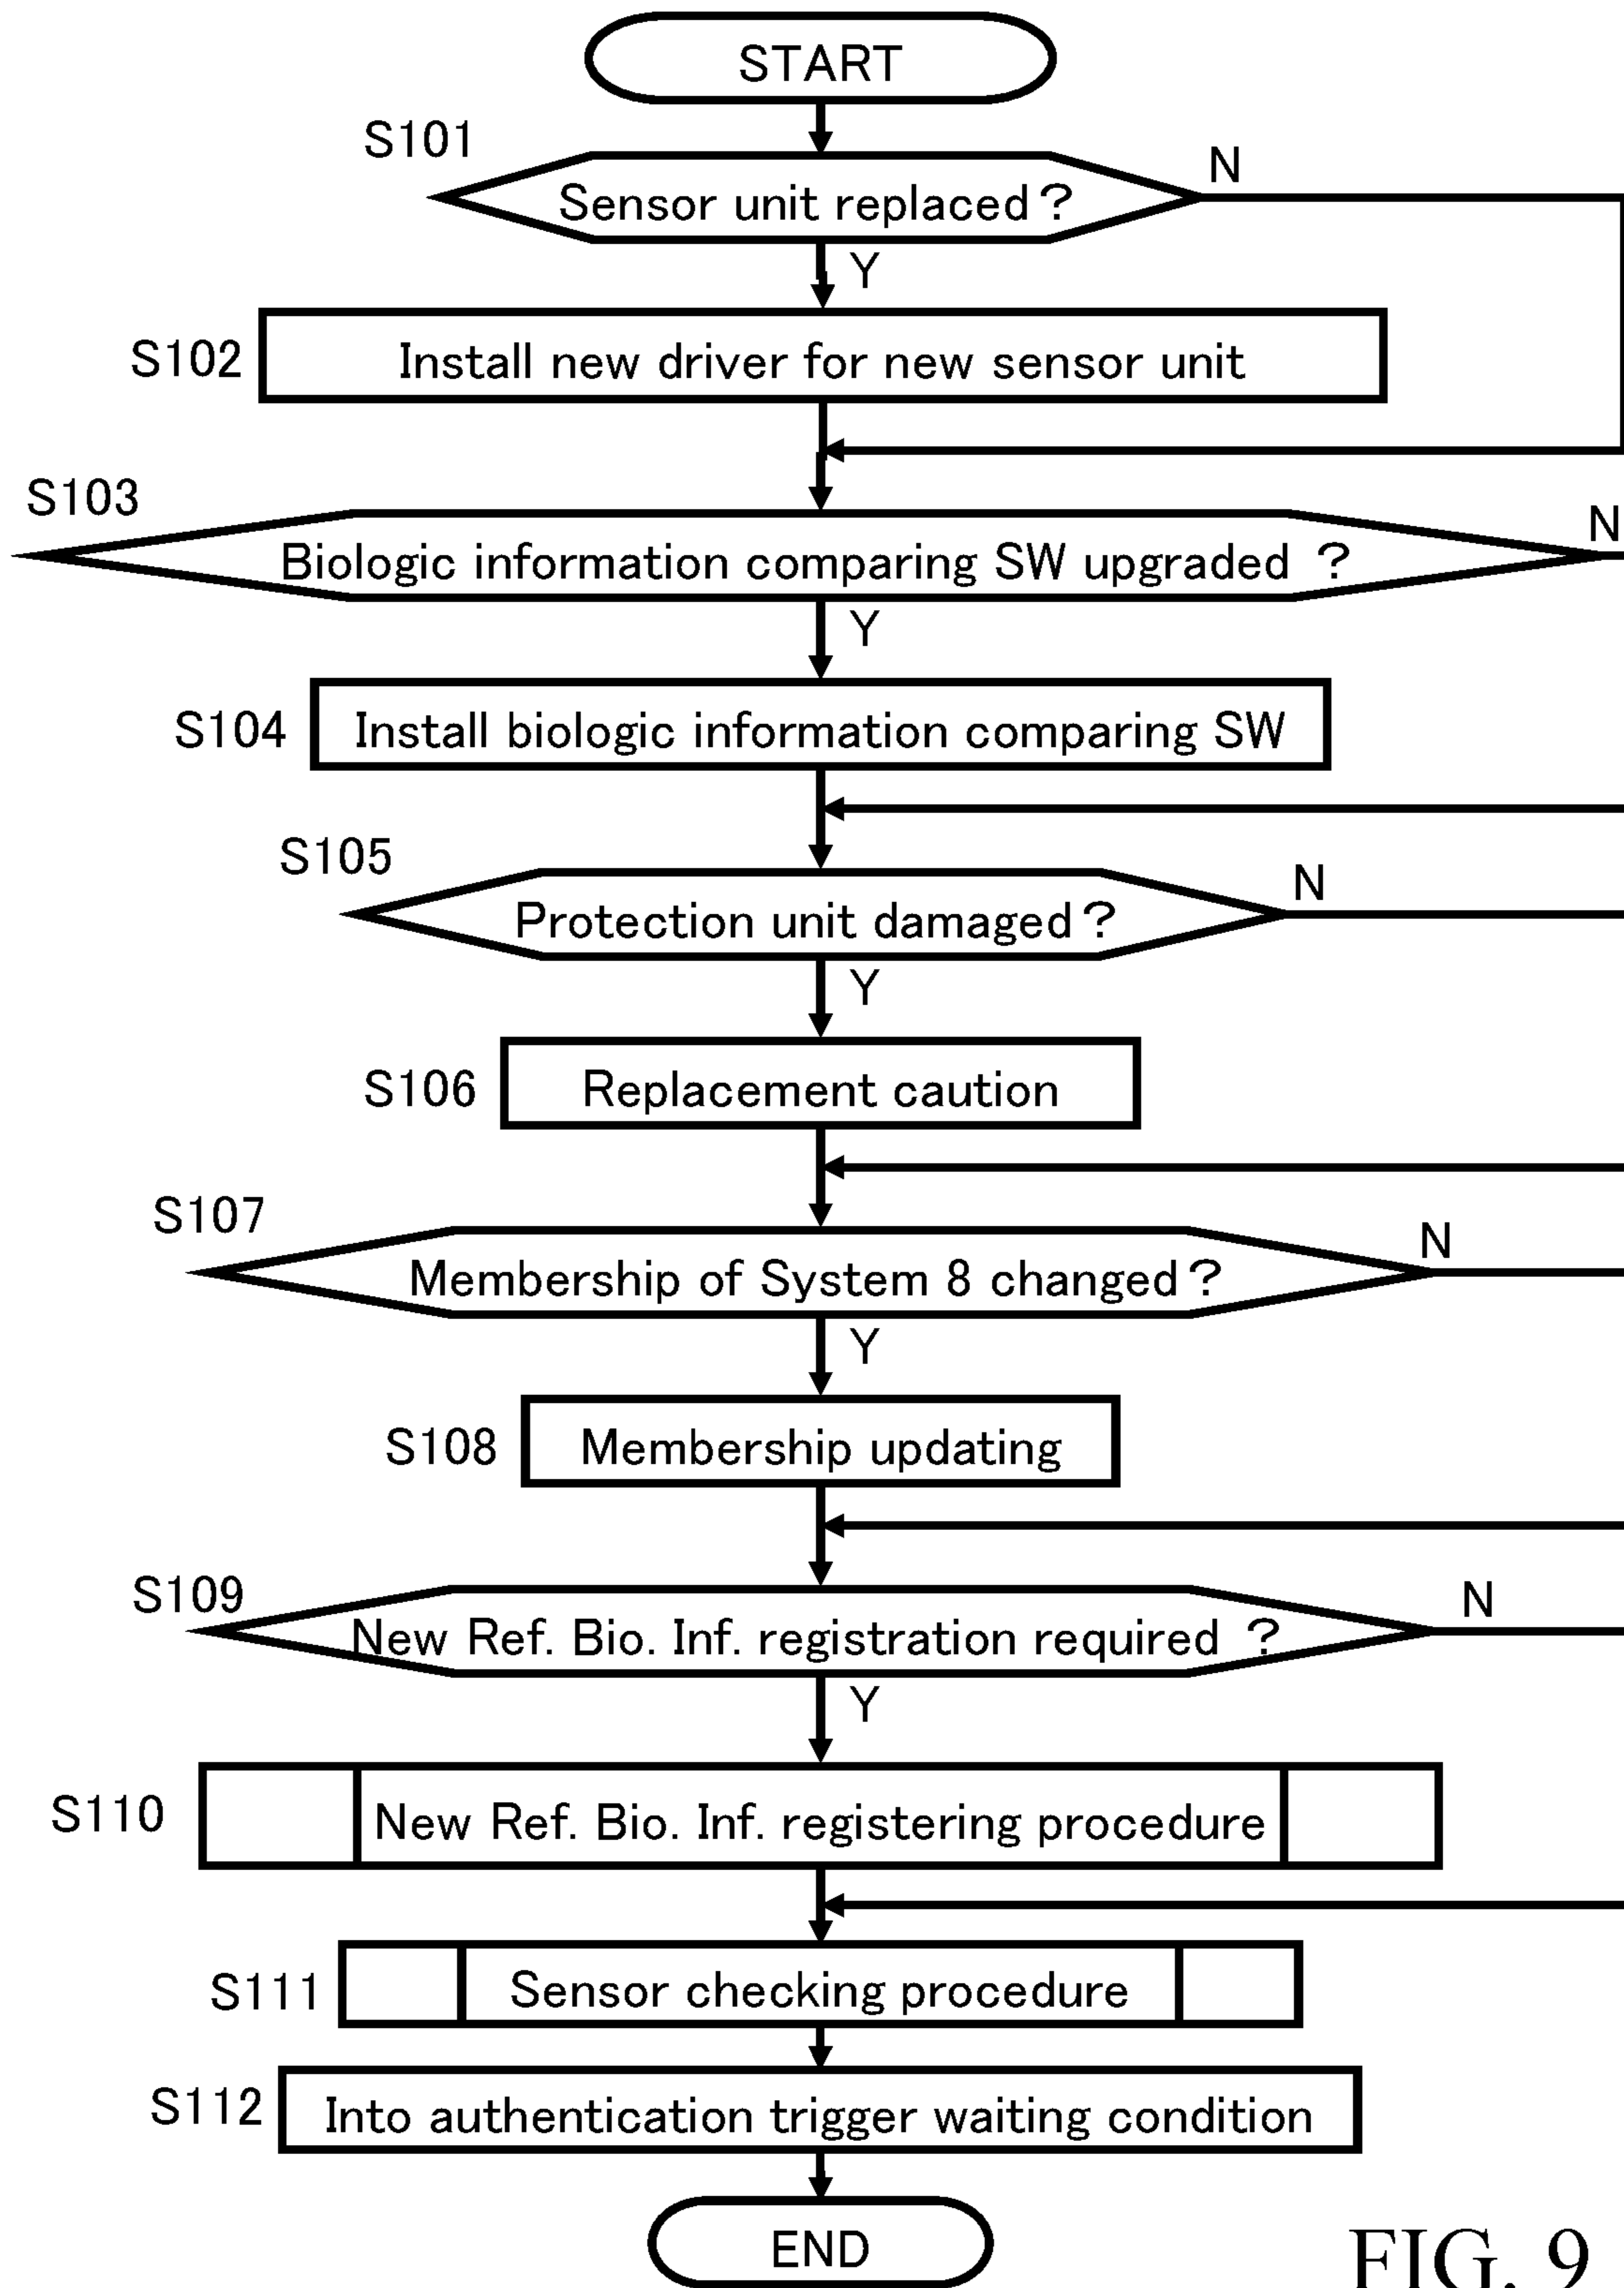 START
S101
Sensor unit replaced?
N
Y
S102
Install new driver for new sensor unit
S103
Biologic information comparing SW upgraded ?
N
Y
S104
Install biologic information comparing SW
S105
Protection unit damaged?
N
Y
S106
Replacement caution
S107
Membership of System 8 changed?
N
Y
S108
Membership updating
S109
New Ref. Bio. Inf. registration required ?
N
Y
S110
New Ref. Bio. Inf. registering procedure
S111
Sensor checking procedure
S112
Into authentication trigger waiting condition
END
FIG. 9